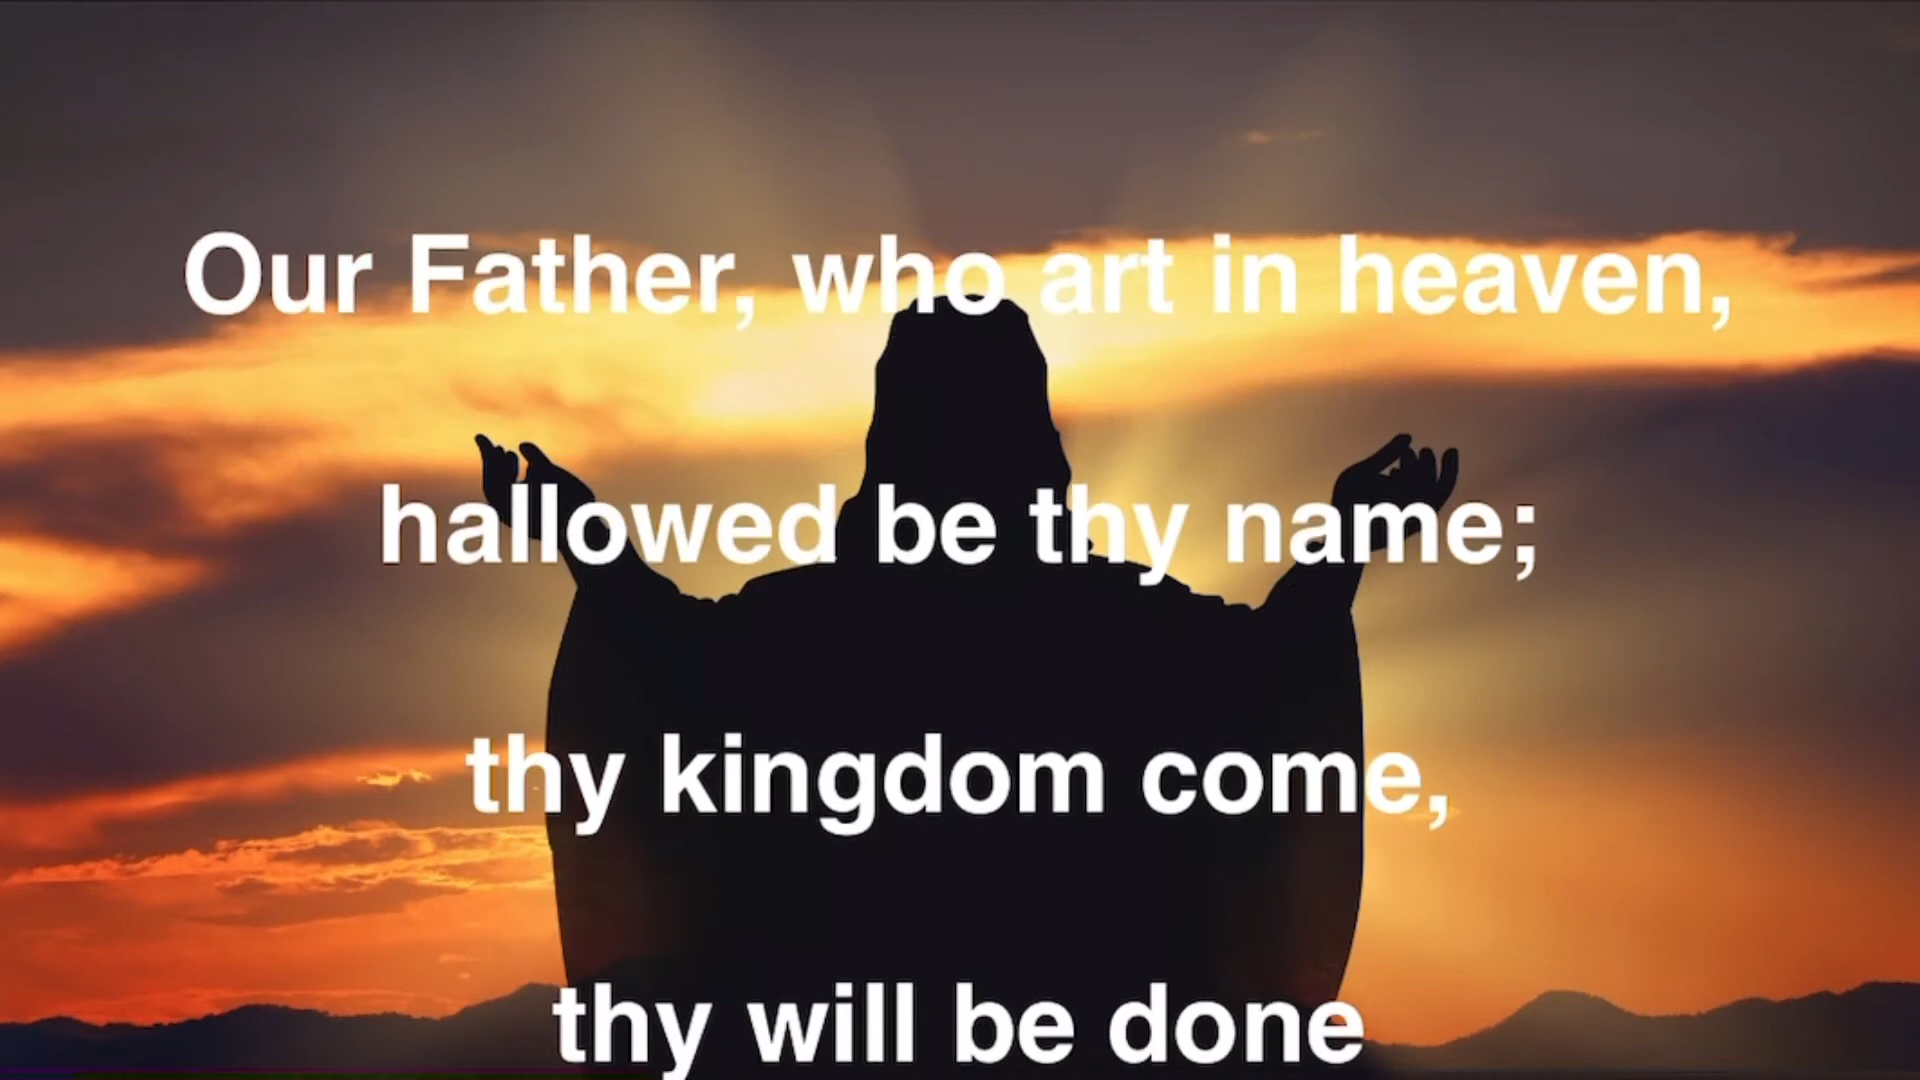 Our Father, who art in heaven,
hallowed be thy name;
thy kingdom come,
thy will be done